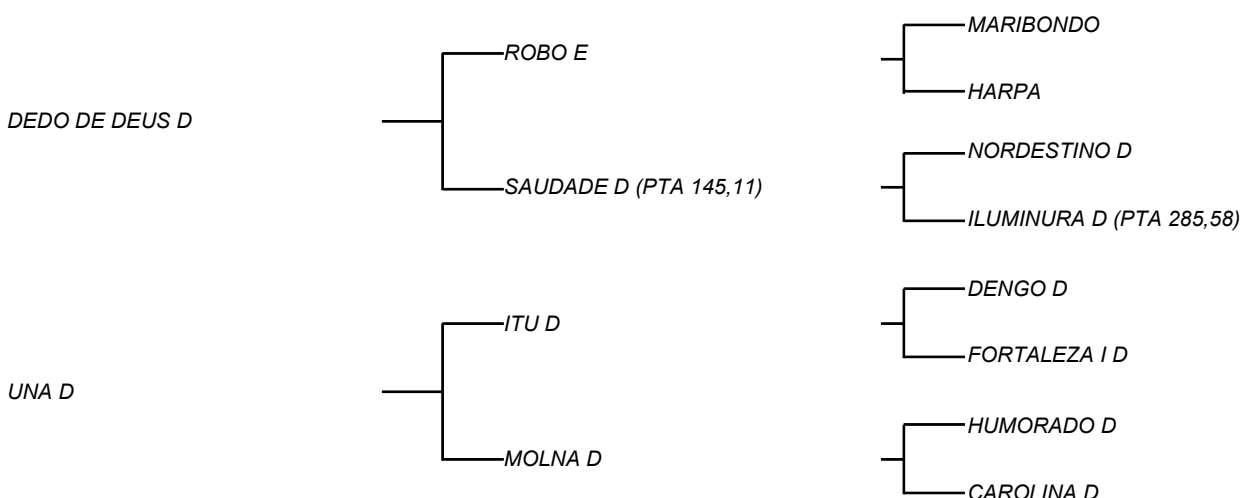 MARIBONDO
ROBO E
HARPA
DEDO DE DEUS D
NORDESTINO D
SAUDADE D (PTA 145,11)
ILUMINURA D (PTA 285,58)
DENGO D
ITU D
FORTALEZA I D
UNA D
HUMORADO D
MOLNA D
CAROLINA D